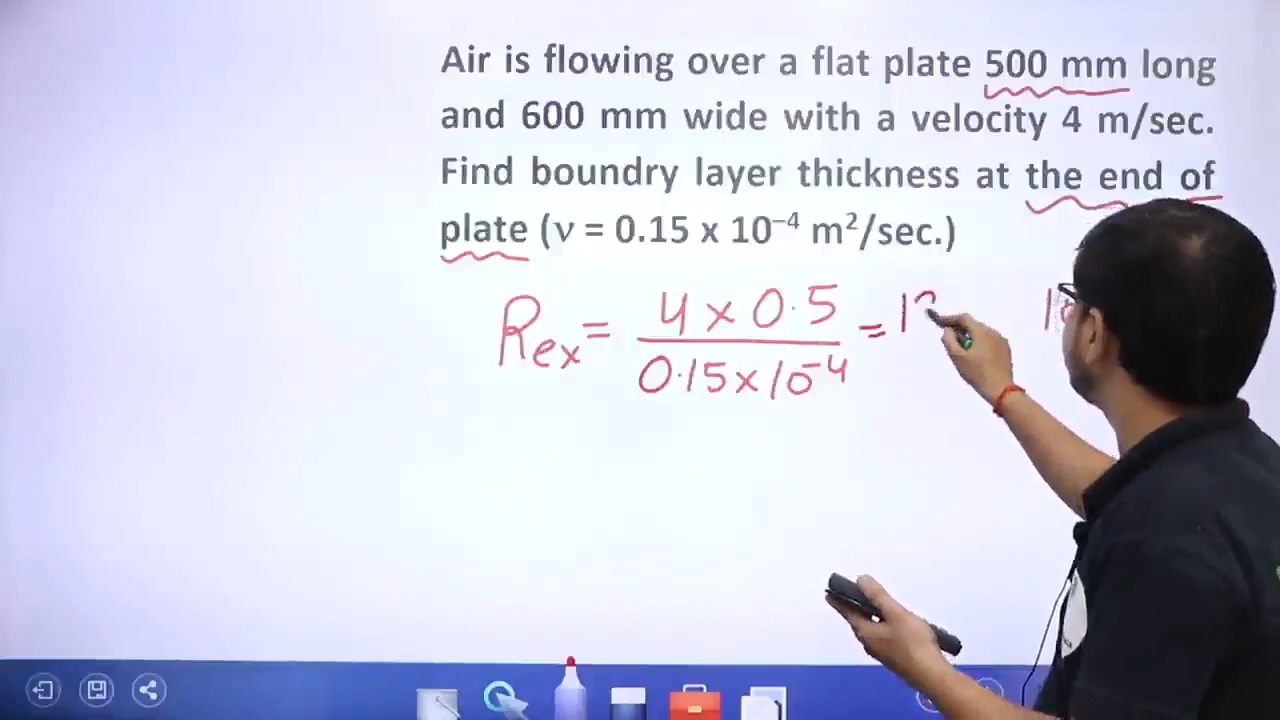 Air is flowing over a flat plate 500 mm long
and 600 mm wide with a velocity 4 m/sec.
Find boundry layer thickness at the end of
plate (ν = 0.15 x 10⁻⁴ m²/sec.)
Rex = 4 × 0.5 / 0.15 × 10⁻⁴ = 13